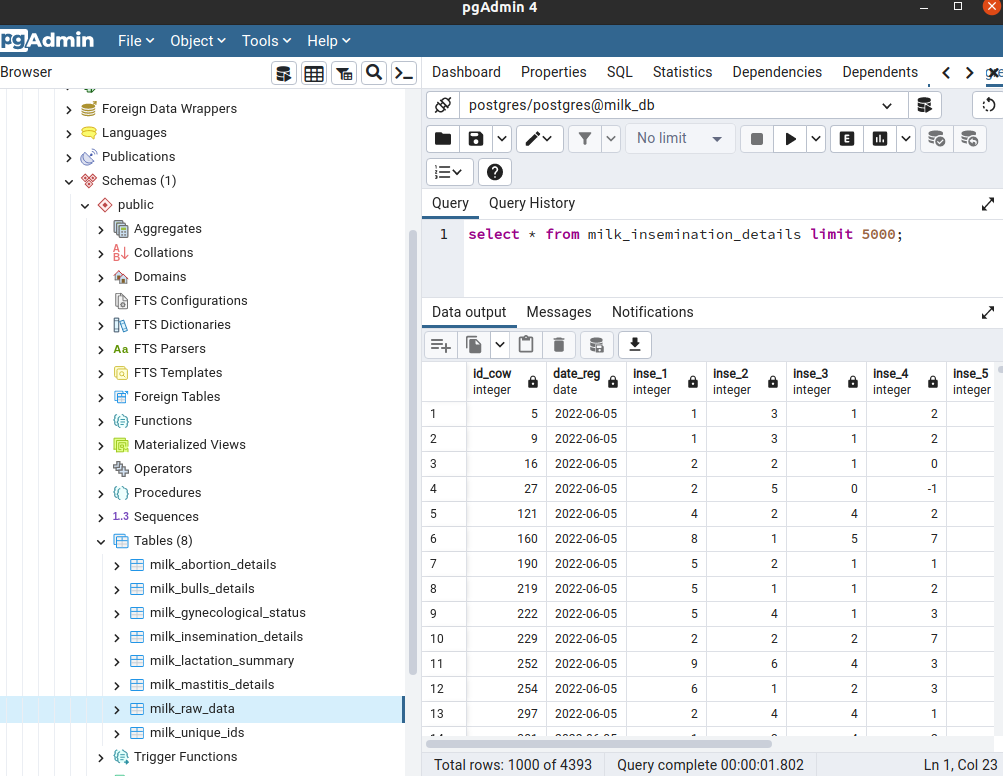 pgAdmin 4
pgAdmin File Object Tools Help
Browser
Dashboard Properties SQL Statistics Dependencies Dependents
Foreign Data Wrappers
Languages
Publications
Schemas (1)
public
Aggregates
Collations
Domains
FTS Configurations
FTS Dictionaries
Aa FTS Parsers
FTS Templates
Foreign Tables
Functions
Materialized Views
Operators
Procedures
1..3 Sequences
Tables (8)
milk_abortion_details
milk_bulls_details
milk_gynecological_status
milk_insemination_details
milk_lactation_summary
milk_mastitis_details
milk_raw_data
milk_unique_ids
Trigger Functions
postgres/postgres@milk_db
No limit
E
Query Query History
1 select * from milk_insemination_details limit 5000;
Data output Messages Notifications
id_cow date_reg inse_1 inse_2 inse_3 inse_4 inse_5
integer date integer integer integer integer integer
1 5 2022-06-05 1 3 1 2
2 9 2022-06-05 1 3 1 2
3 16 2022-06-05 2 2 1 0
4 27 2022-06-05 2 5 0 -1
5 121 2022-06-05 4 2 4 2
6 160 2022-06-05 8 1 5 7
7 190 2022-06-05 5 2 1 1
8 219 2022-06-05 5 1 1 2
9 222 2022-06-05 5 4 1 3
10 229 2022-06-05 2 2 2 7
11 252 2022-06-05 9 6 4 3
12 254 2022-06-05 6 1 2 3
13 297 2022-06-05 2 4 4 1
Total rows: 1000 of 4393 Query complete 00:00:01.802 Ln 1, Col 23